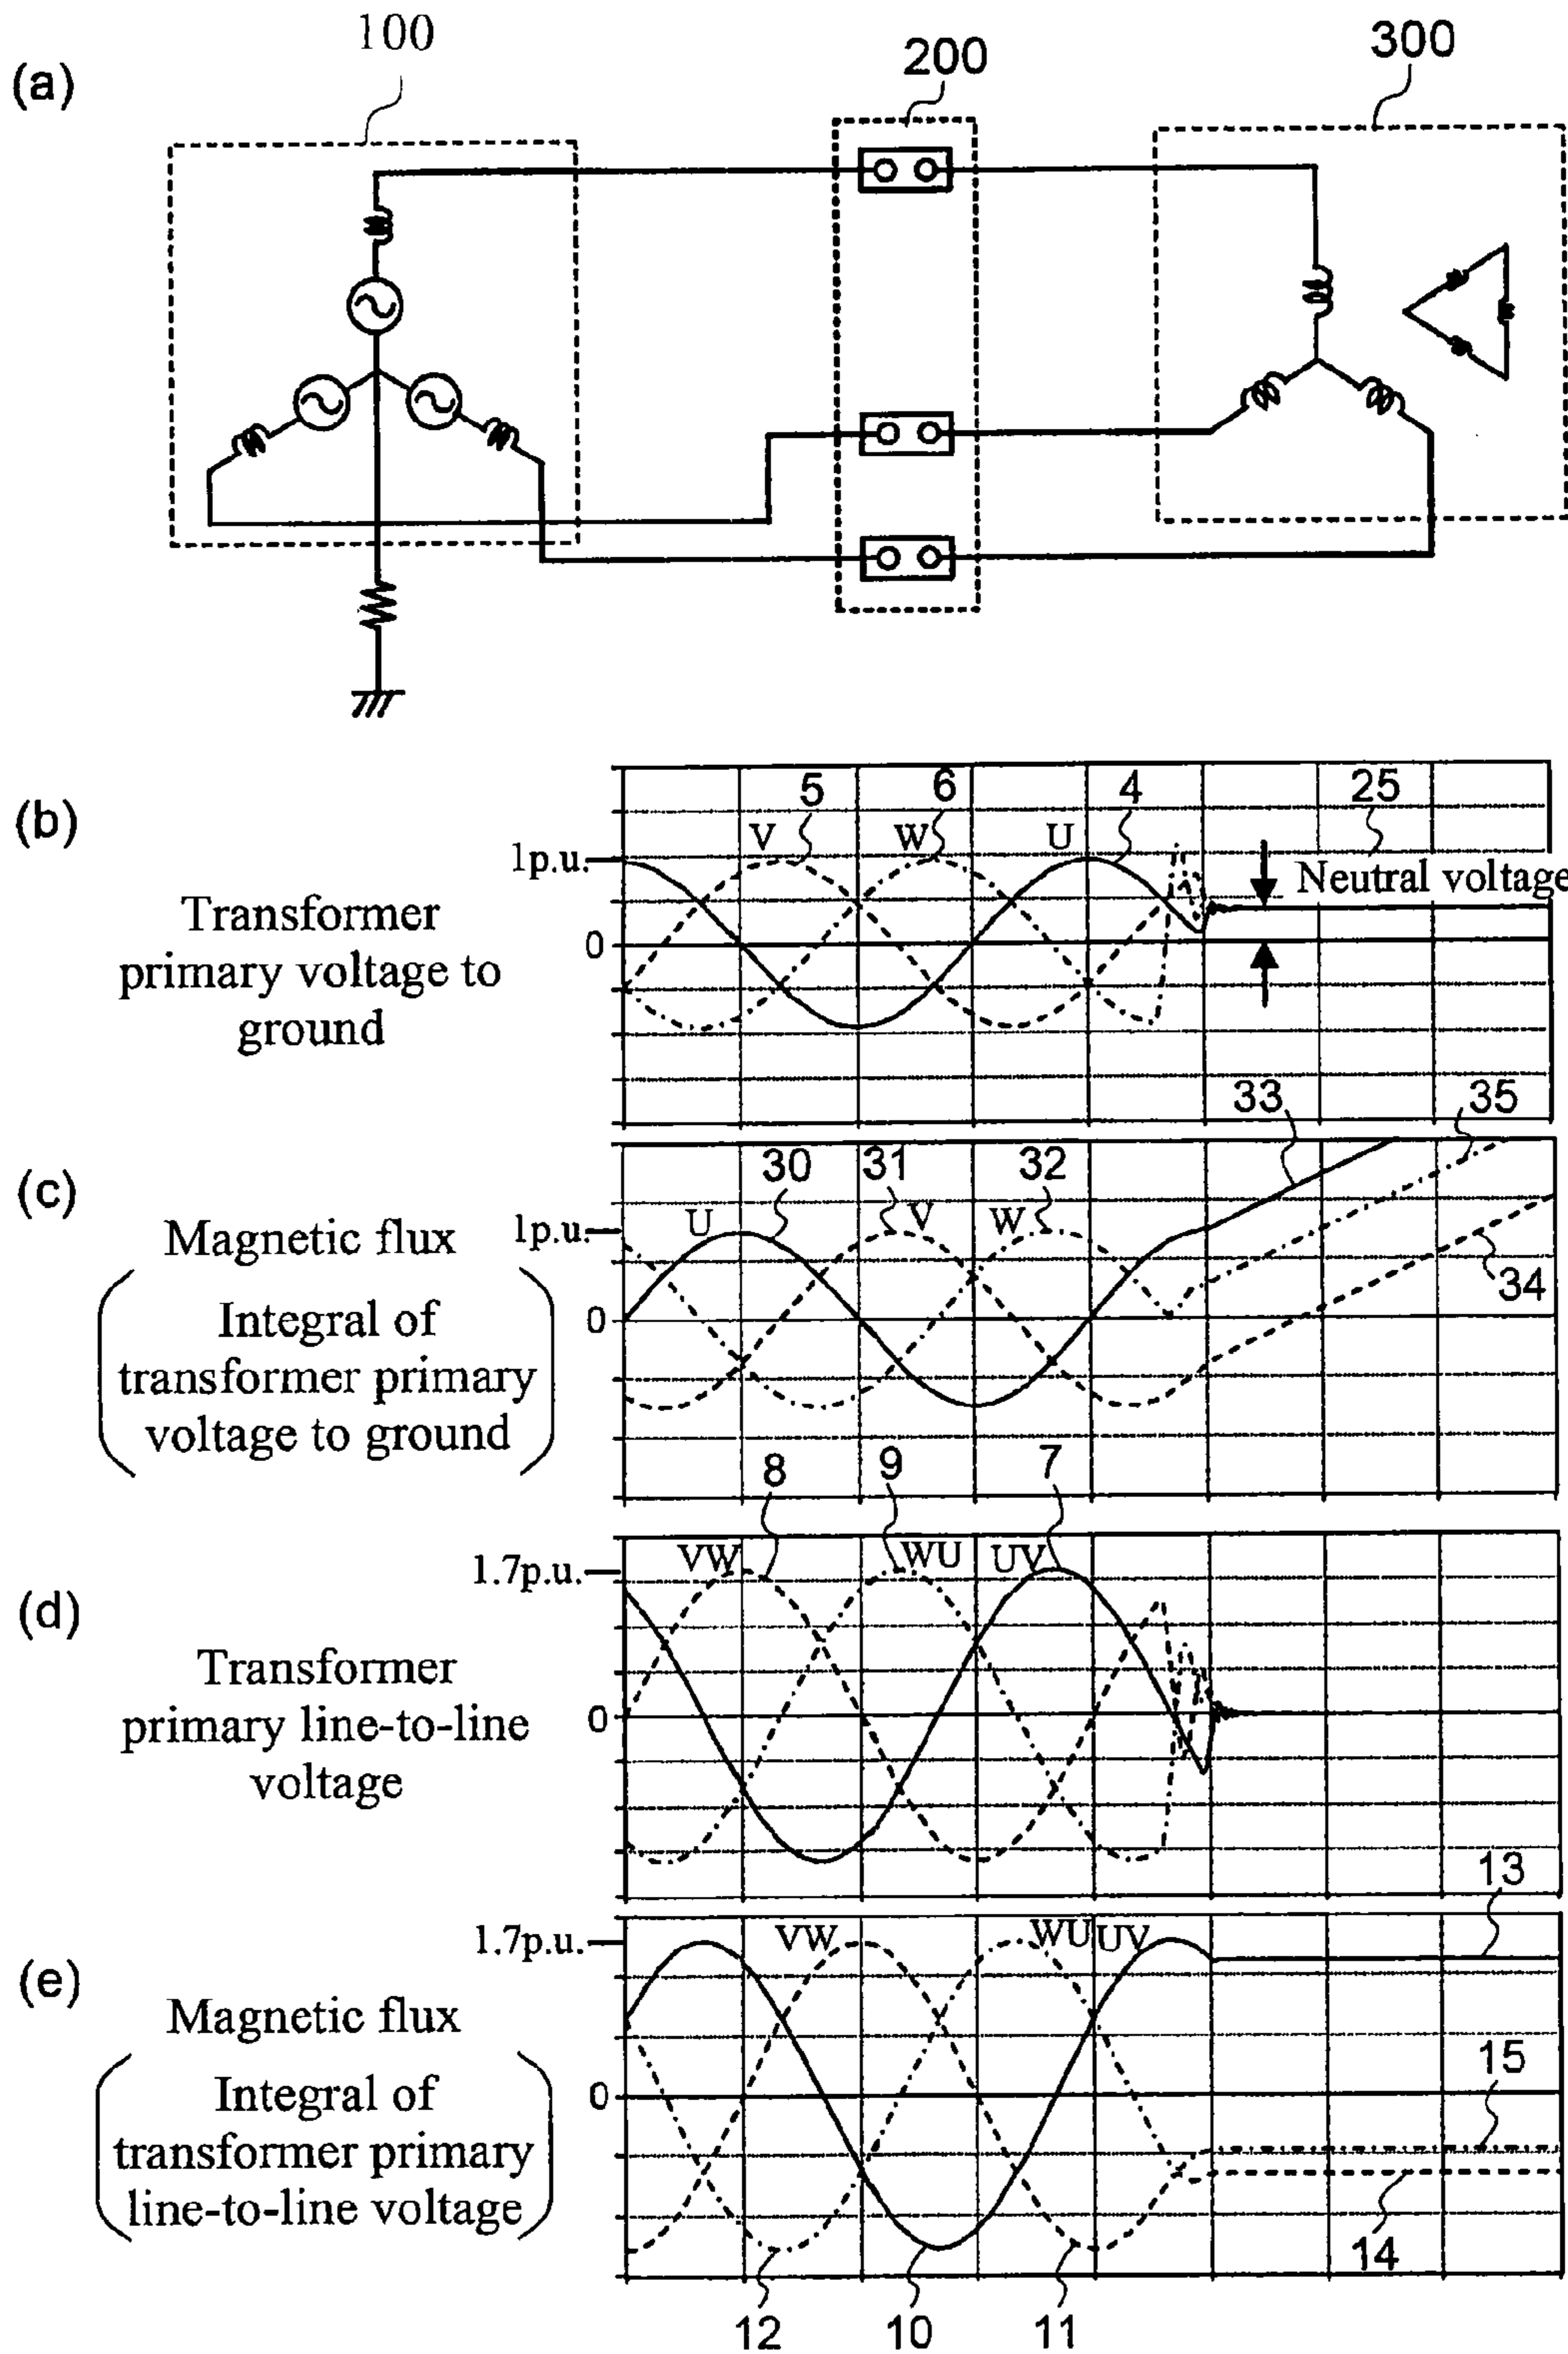 (a)
100
200
300
(b)
5
6
4
25
V
W
U
1p.u.
Neutral voltage
0
Transformer
primary voltage to
ground
33
35
(c)
30
31
32
U
V
W
1p.u.
34
0
Magnetic flux
Integral of
transformer primary
voltage to ground
8
9
7
(d)
VW
WU
UV
1.7p.u.
0
Transformer
primary line-to-line
voltage
13
(e)
VW
WU
UV
1.7p.u.
15
0
Magnetic flux
Integral of
transformer primary
line-to-line voltage
14
12
10
11